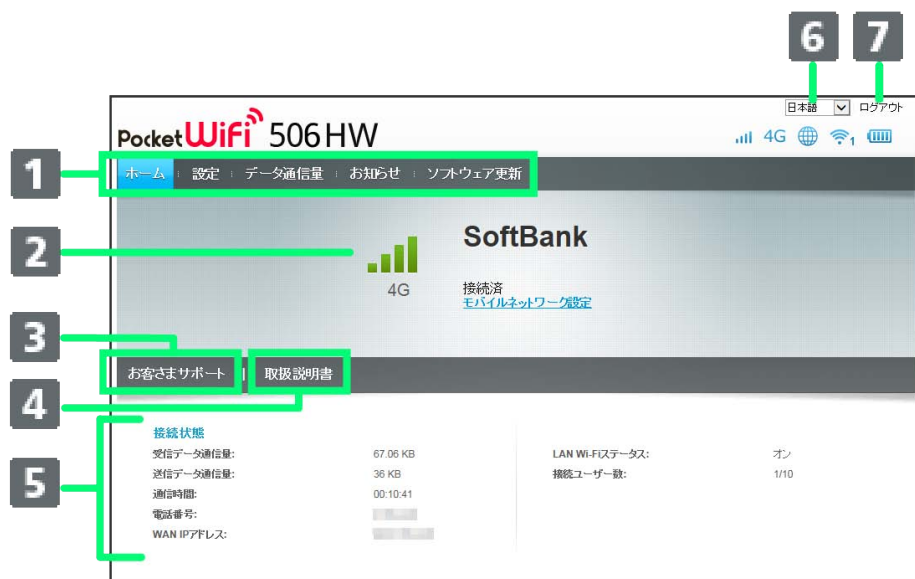 6 7
日本語 ログアウト
PocketWiFi 506HW
4G 1
1
ホーム 設定 データ通信量 お知らせ ソフトウェア更新
2
SoftBank
4G
接続済
モバイルネットワーク設定
3
お客さまサポート | 取扱説明書
4
接続状態
受信データ通信量: 67.06 KB LAN Wi-Fiステータス: オン
送信データ通信量: 36 KB 接続ユーザー数: 1/10
5
通信時間: 00:10:41
電話番号:
WAN IPアドレス: